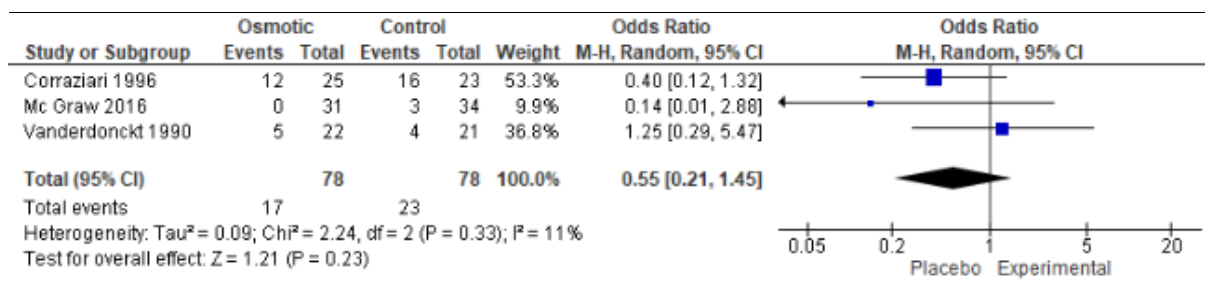 Osmotic Control Odds Ratio Odds Ratio
Study or Subgroup Events Total Events Total Weight M-H, Random, 95% CI M-H, Random, 95% CI
Corraziari 1996 12 25 16 23 53.3% 0.40 [0.12, 1.32]
Mc Graw 2016 0 31 3 34 9.9% 0.14 [0.01, 2.88]
Vanderdonckt 1990 5 22 4 21 36.8% 1.25 [0.29, 5.47]
Total (95% CI) 78 78 100.0% 0.55 [0.21, 1.45]
Total events 17 23
Heterogeneity: Tau² = 0.09; Chi² = 2.24, df = 2 (P = 0.33); I² = 11%
Test for overall effect: Z = 1.21 (P = 0.23)
0.05 0.2 1 5 20
Placebo Experimental